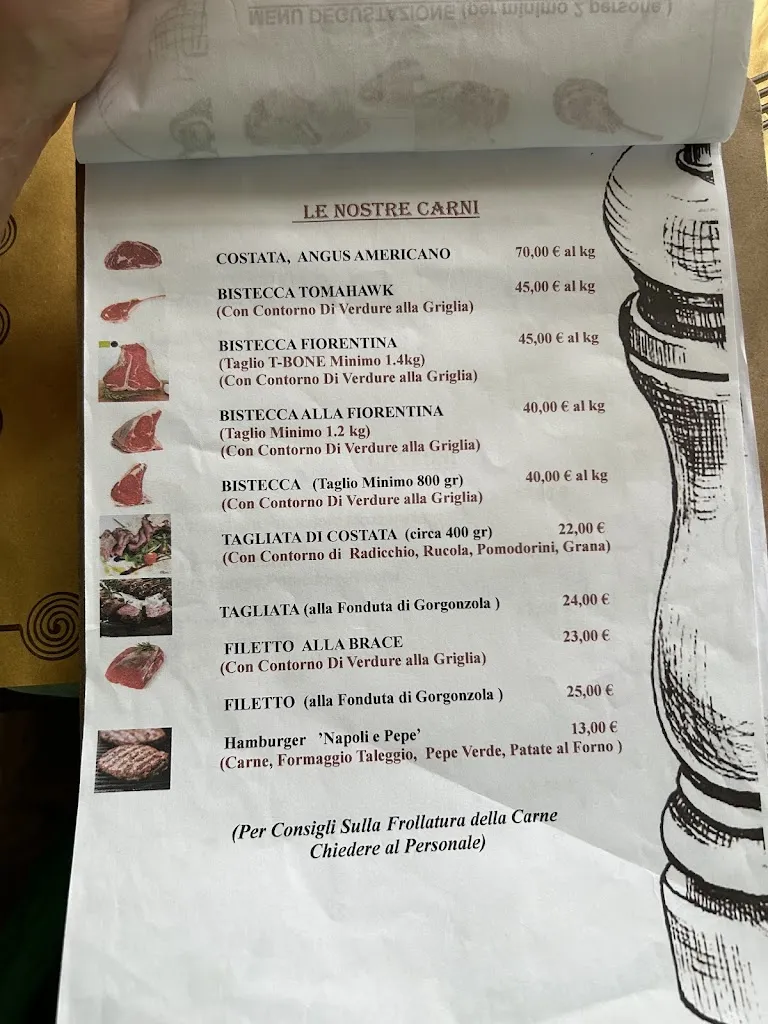 MENU DEGUSTAZIONE (per minimo 2 persone )
LE NOSTRE CARNI
COSTATA, ANGUS AMERICANO 70,00 € al kg
BISTECCA TOMAHAWK 45,00 € al kg
(Con Contorno Di Verdure alla Griglia)
BISTECCA FIORENTINA 45,00 € al kg
(Taglio T-BONE Minimo 1.4kg)
(Con Contorno Di Verdure alla Griglia)
BISTECCA ALLA FIORENTINA 40,00 € al kg
(Taglio Minimo 1.2 kg)
(Con Contorno Di Verdure alla Griglia)
BISTECCA (Taglio Minimo 800 gr) 40,00 € al kg
(Con Contorno Di Verdure alla Griglia)
TAGLIATA DI COSTATA (circa 400 gr) 22,00 €
(Con Contorno di Radicchio, Rucola, Pomodorini, Grana)
TAGLIATA (alla Fonduta di Gorgonzola ) 24,00 €
FILETTO ALLA BRACE 23,00 €
(Con Contorno Di Verdure alla Griglia)
FILETTO (alla Fonduta di Gorgonzola ) 25,00 €
Hamburger ’Napoli e Pepe’ 13,00 €
(Carne, Formaggio Taleggio, Pepe Verde, Patate al Forno )
(Per Consigli Sulla Frollatura della Carne
Chiedere al Personale)